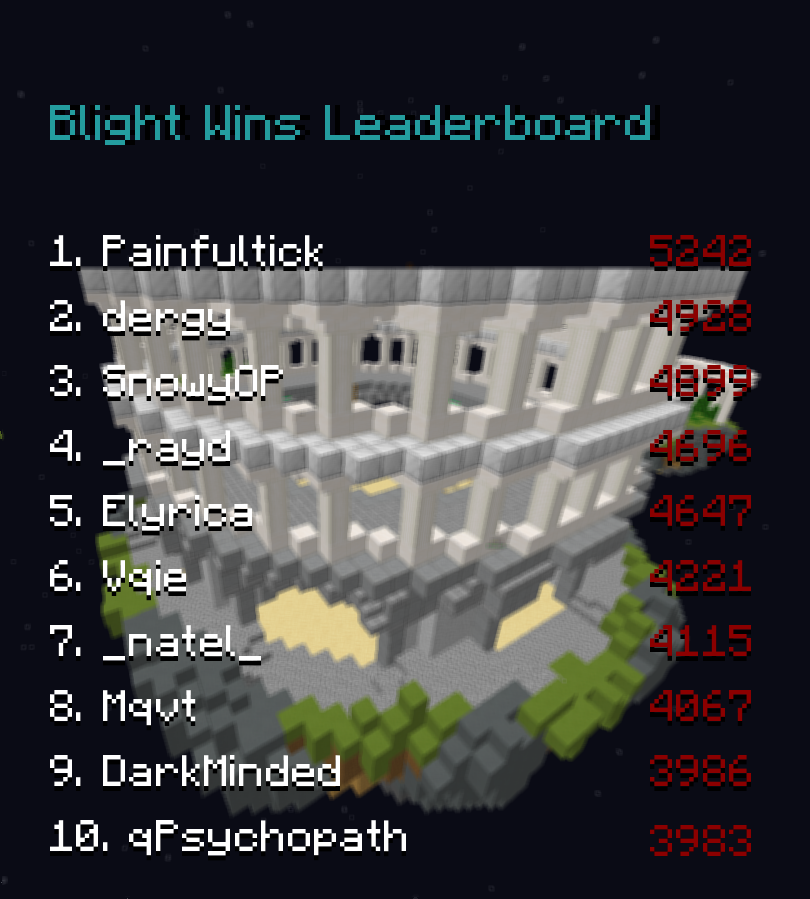 Blight Wins Leaderboard
1. Painfultick 5242
2. dergy 4928
3. SnowyOP 4899
4. _rayd 4696
5. Elyrica 4647
6. Vqie 4221
7. _natel_ 4115
8. Mqvt 4067
9. DarkMinded 3986
10. qPsychopath 3983